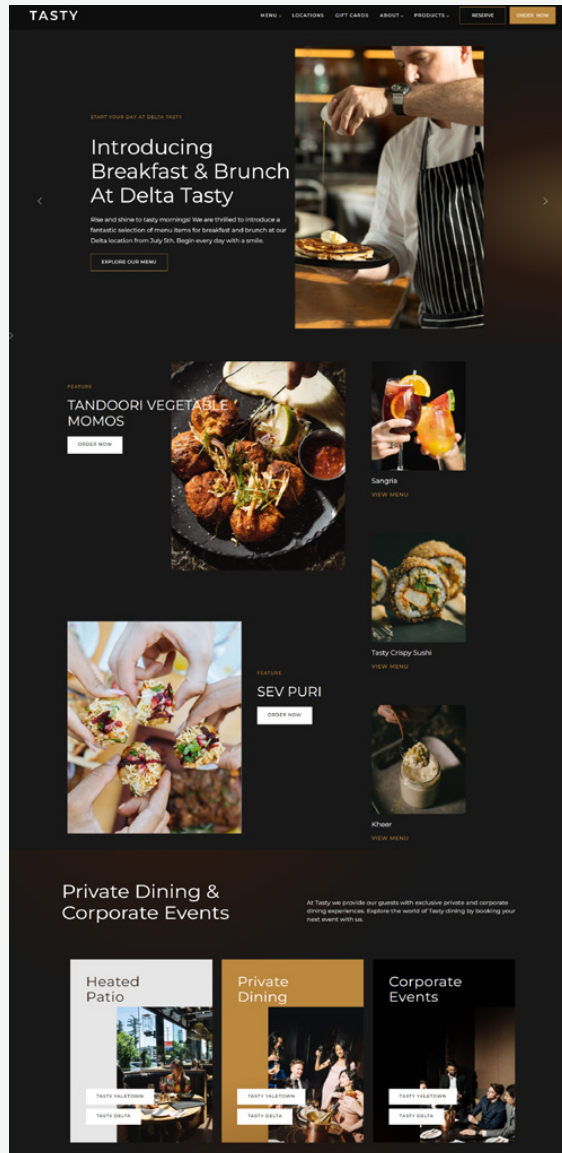 TASTY
MENU
LOCATIONS
GIFT CARDS
ABOUT
PRODUCTS
RESERVE
ORDER NOW
START YOUR DAY AT DELTA TASTY
Introducing
Breakfast & Brunch
At Delta Tasty
Rise and shine to tasty mornings! We are thrilled to introduce a
fantastic selection of menu items for breakfast and brunch at our
Delta location from July 5th. Begin every day with a smile.
EXPLORE OUR MENU
FEATURE
TANDOORI VEGETABLE
MOMOS
ORDER NOW
Sangria
VIEW MENU
Tasty Crispy Sushi
VIEW MENU
FEATURE
SEV PURI
ORDER NOW
Kheer
VIEW MENU
Private Dining &
Corporate Events
At Tasty we provide our guests with exclusive private and corporate
dining experiences. Explore the world of Tasty dining by booking your
next event with us.
Heated
Patio
TASTY YALETOWN
TASTY DELTA
Private
Dining
TASTY YALETOWN
TASTY DELTA
Corporate
Events
TASTY YALETOWN
TASTY DELTA